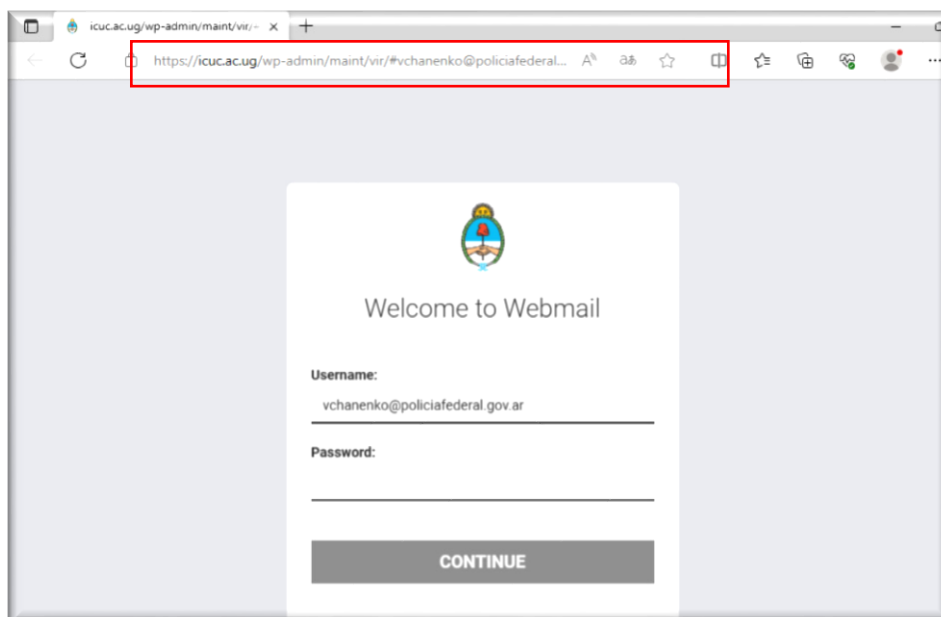 icuc.ac.ug/wp-admin/maint/vir/
https://icuc.ac.ug/wp-admin/maint/vir/#vchanenko@policiafederal...
Welcome to Webmail
Username:
vchanenko@policiafederal.gov.ar
Password:
CONTINUE